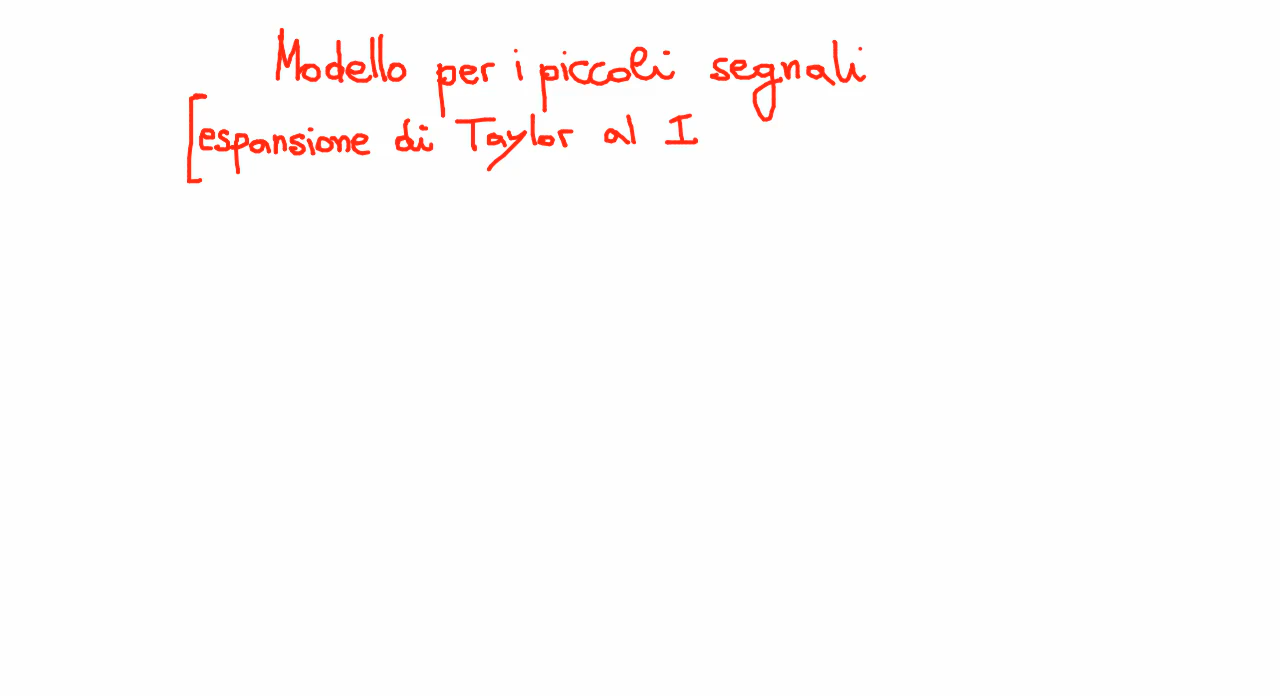 Modello per i piccoli segnali
[espansione di Taylor al I